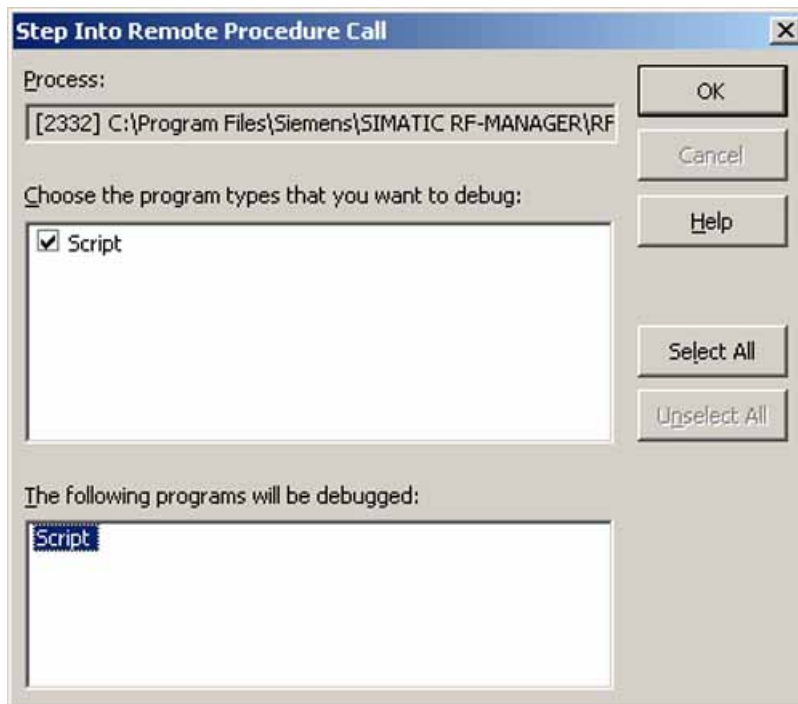 Step Into Remote Procedure Call
Process:
[2332] C:\Program Files\Siemens\SIMATIC RF-MANAGER\RF
OK
Cancel
Choose the program types that you want to debug:
Script
Help
Select All
Unselect All
The following programs will be debugged:
Script